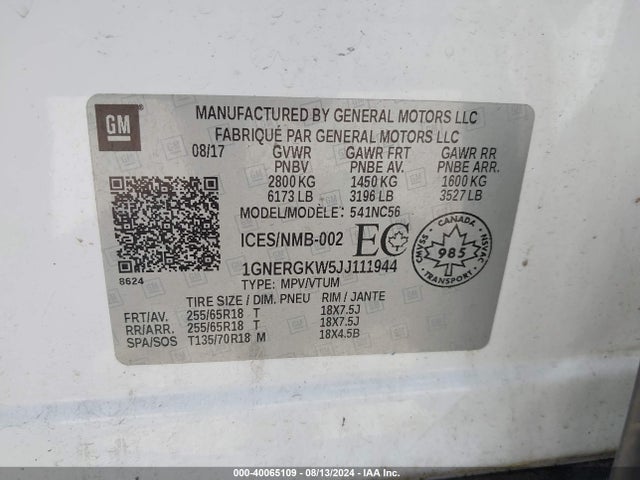 GM
MANUFACTURED BY GENERAL MOTORS LLC
FABRIQUÉ PAR GENERAL MOTORS LLC
08/17 GVWR GAWR FRT GAWR RR
PNBV PNBE AV. PNBE ARR.
2800 KG 1450 KG 1600 KG
6173 LB 3196 LB 3527 LB
MODEL/MODÈLE: 541NC56
ICES/NMB-002 EC
CANADA
985
SVMNO
NSVMAC
8624
1GNERGKW5JJ111944
TYPE: MPV/VTUM
TIRE SIZE / DIM. PNEU RIM / JANTE
FRT/AV. 255/65R18 T 18X7.5J
RR/ARR. 255/65R18 T 18X7.5J
SPA/SOS T135/70R18 M 18X4.5B
000-40065109 - 08/13/2024 - IAA Inc.